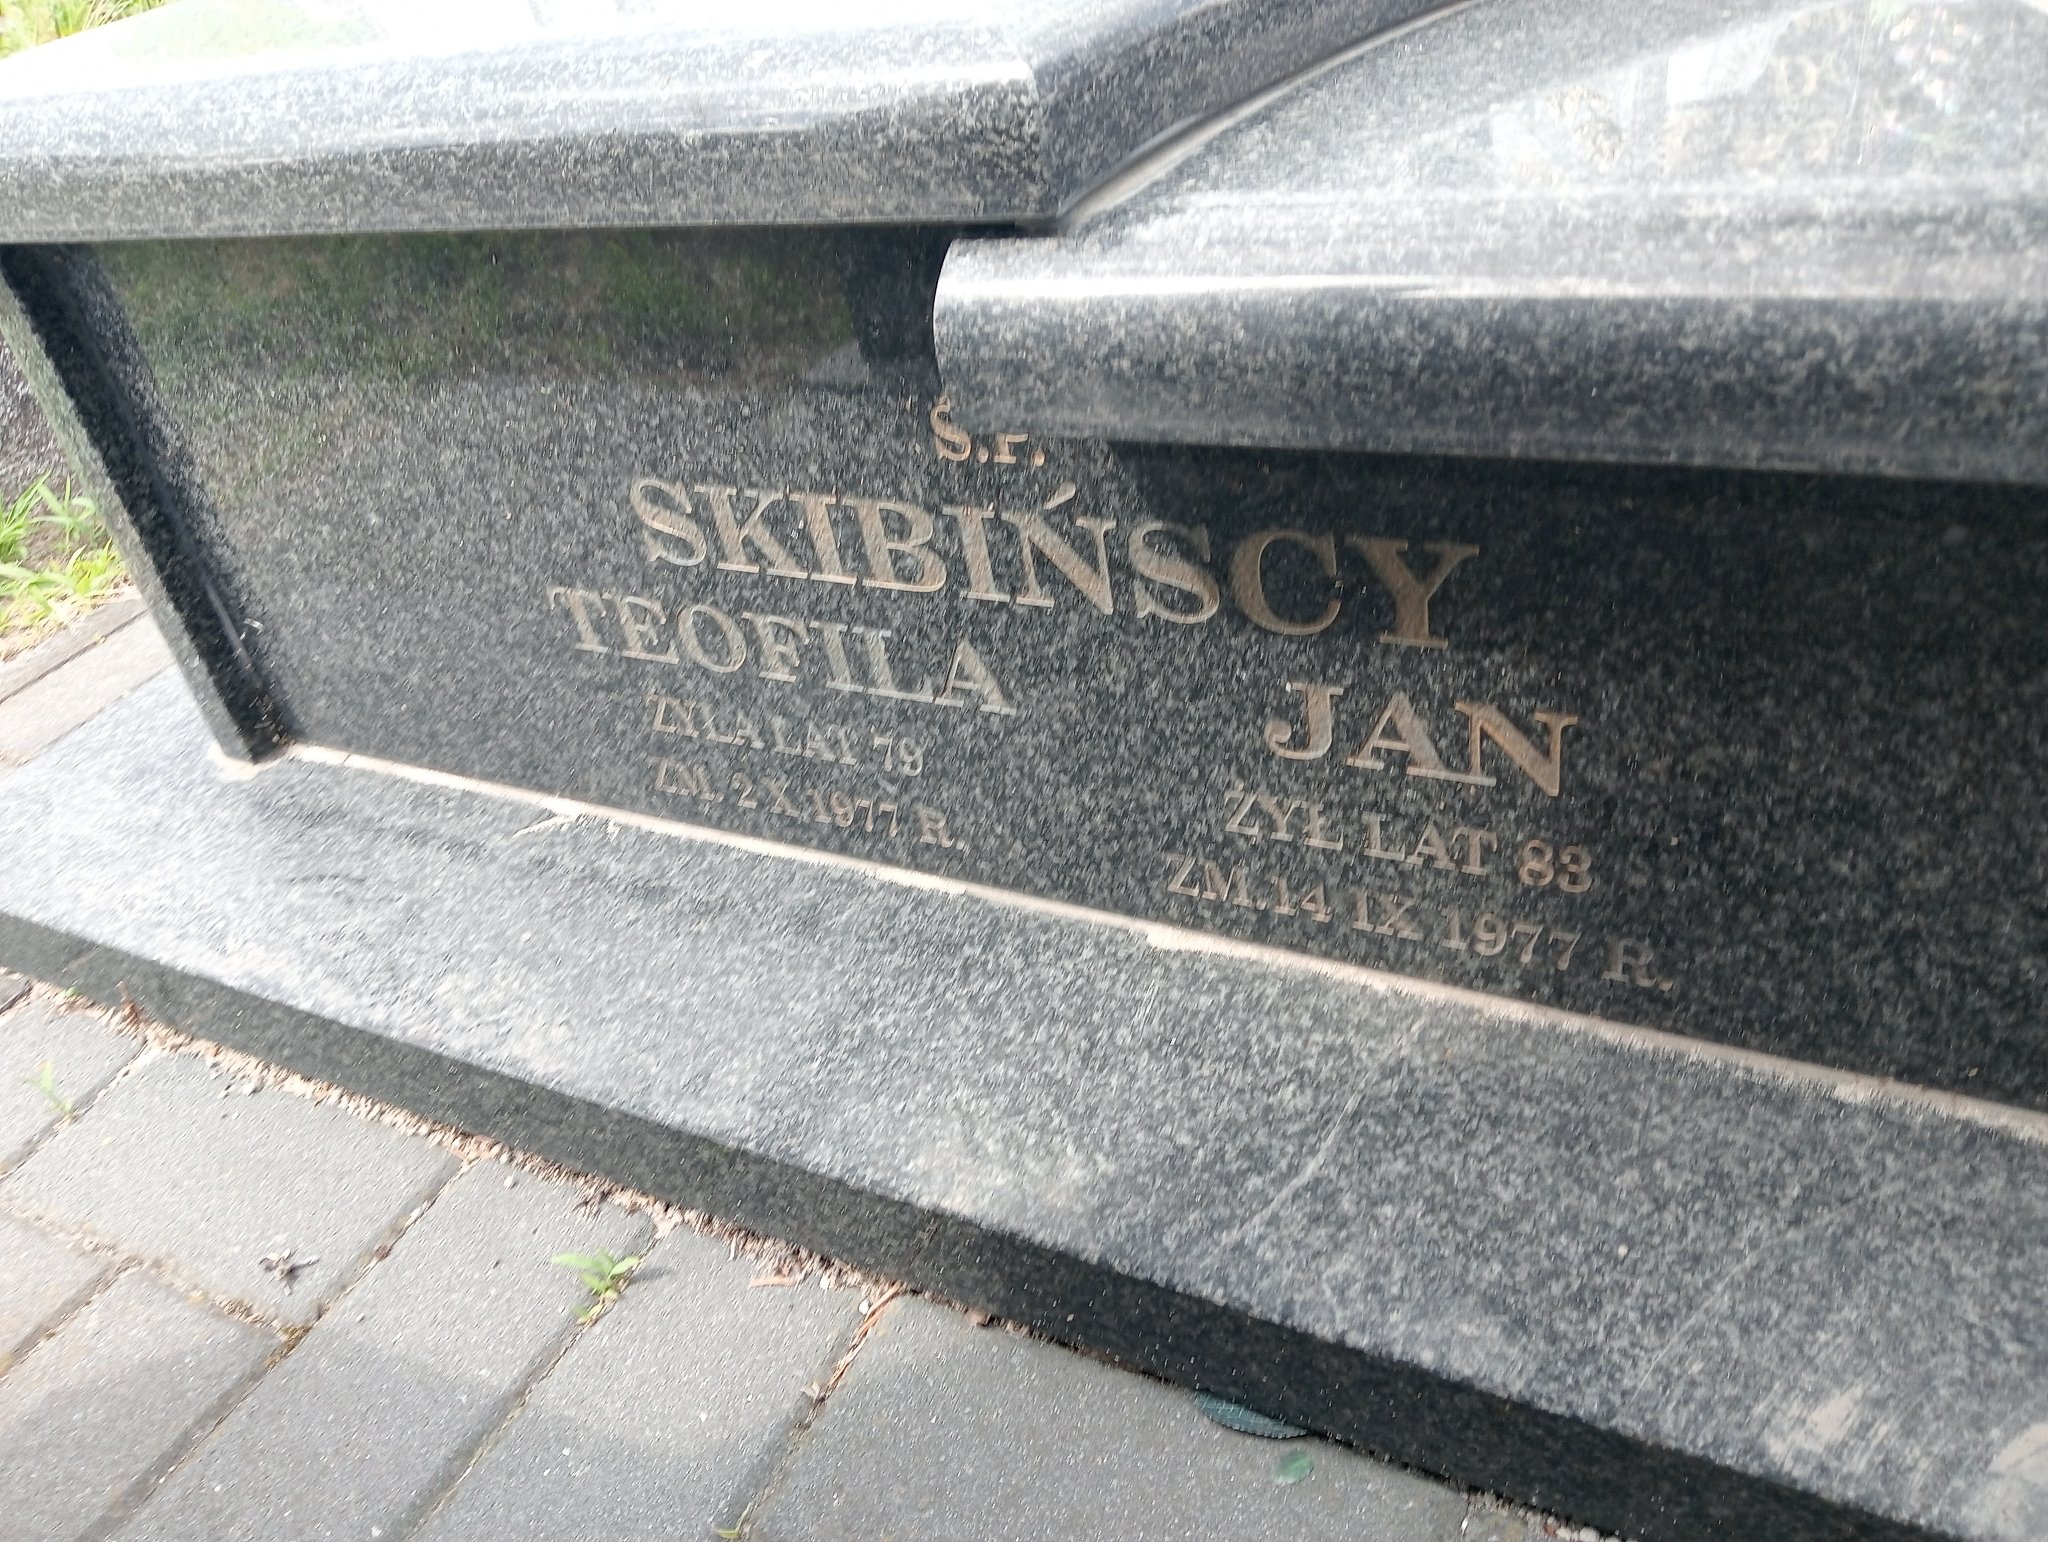 Ś.P.
SKIBIŃSCY
TEOFILA JAN
ŻYŁA LAT 79 ŻYŁ LAT 83
ZM. 2 X 1977 R. ZM. 14 IX 1977 R.